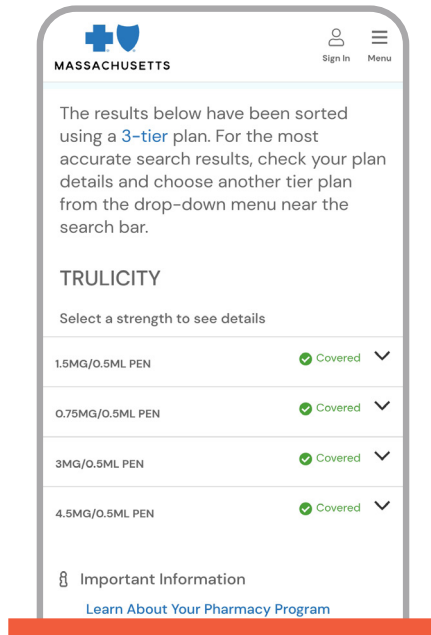 MASSACHUSETTS
Sign In
Menu
The results below have been sorted
using a 3-tier plan. For the most
accurate search results, check your plan
details and choose another tier plan
from the drop-down menu near the
search bar.
TRULICITY
Select a strength to see details
1.5MG/0.5ML PEN Covered
0.75MG/0.5ML PEN Covered
3MG/0.5ML PEN Covered
4.5MG/0.5ML PEN Covered
Important Information
Learn About Your Pharmacy Program